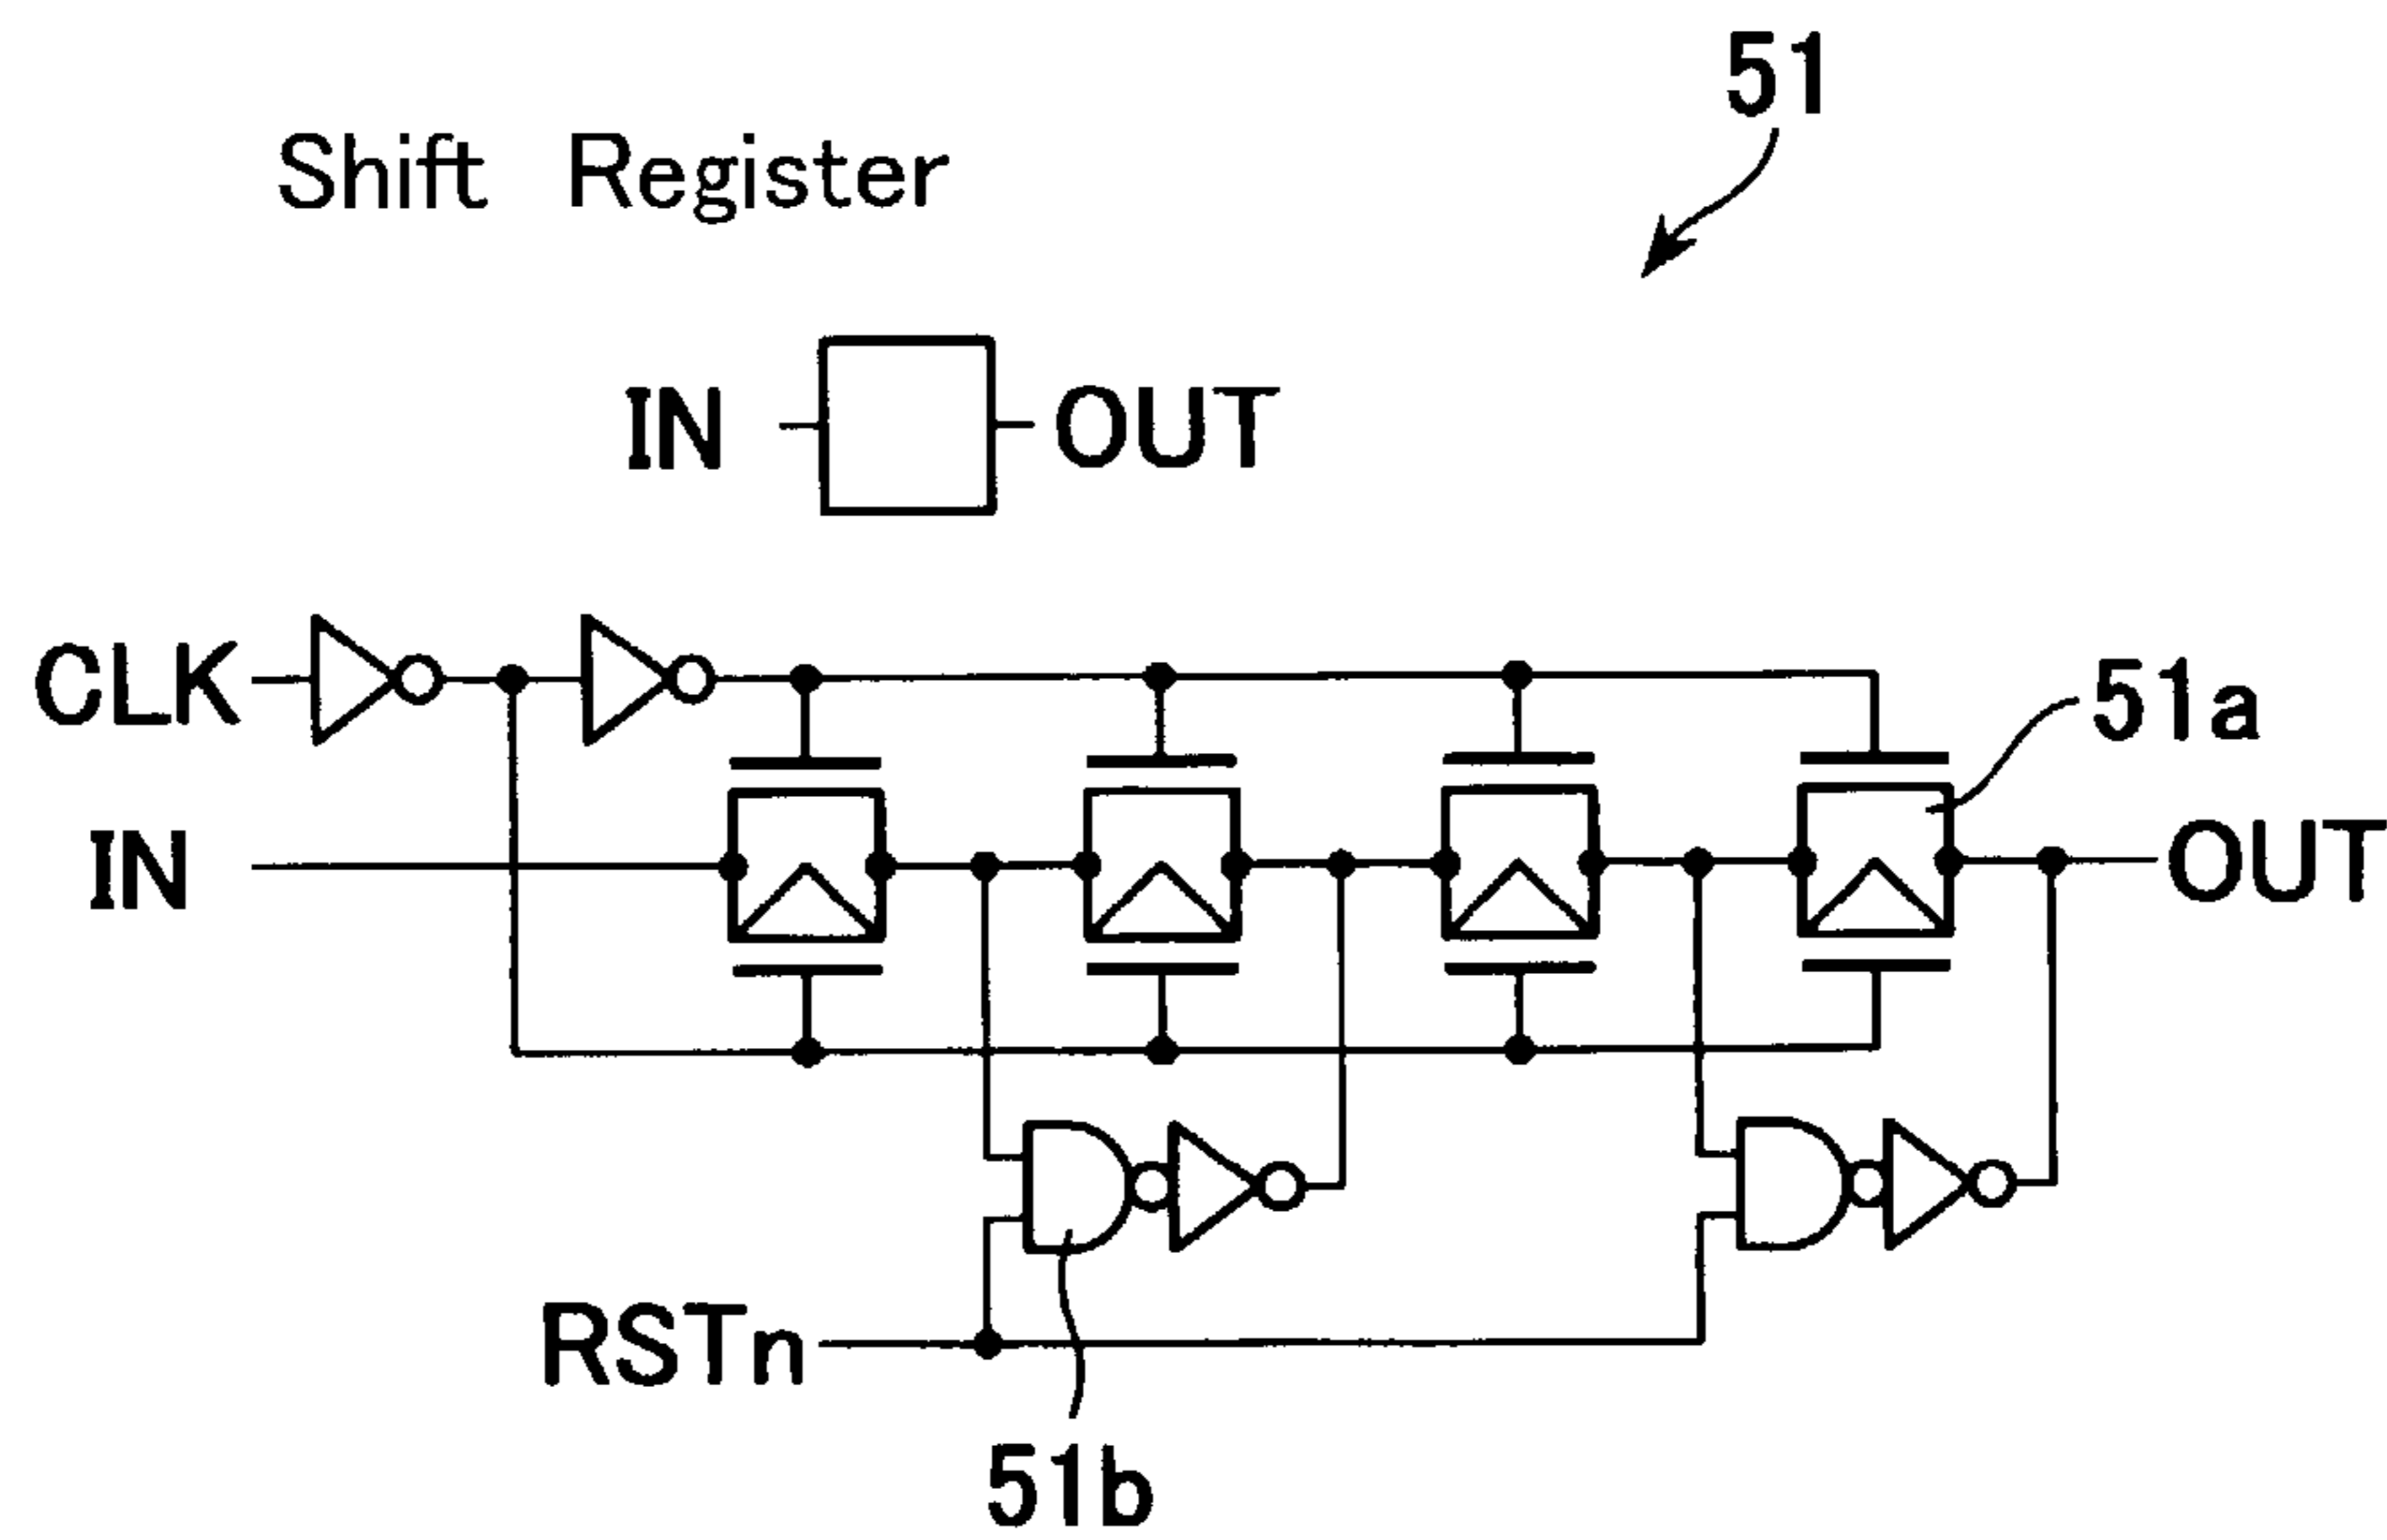 51
Shift Register
IN OUT
CLK
51a
IN
OUT
RSTn
51b